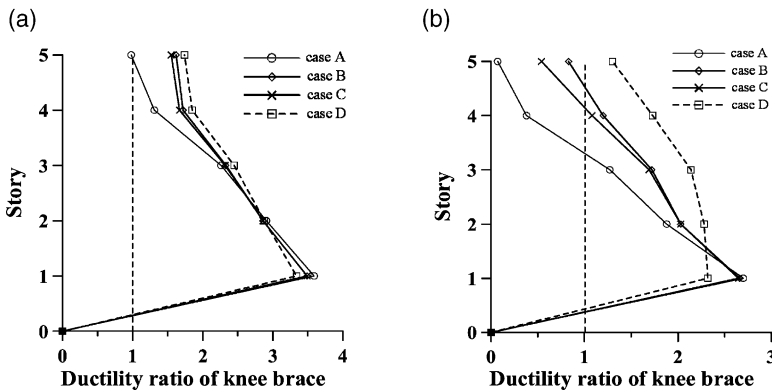 (a)
5
4
3
2
1
0
Story
case A
case B
case C
case D
0 1 2 3 4
Ductility ratio of knee brace
(b)
5
4
3
2
1
0
Story
case A
case B
case C
case D
0 1 2 3
Ductility ratio of knee brace